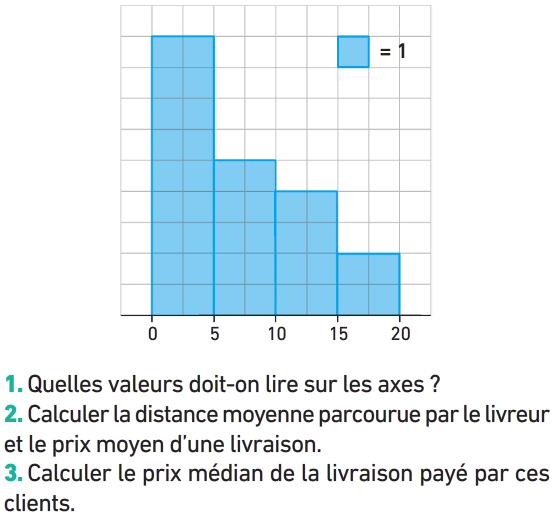 = 1
0 5 10 15 20
1. Quelles valeurs doit-on lire sur les axes ?
2. Calculer la distance moyenne parcourue par le livreur
et le prix moyen d’une livraison.
3. Calculer le prix médian de la livraison payé par ces
clients.